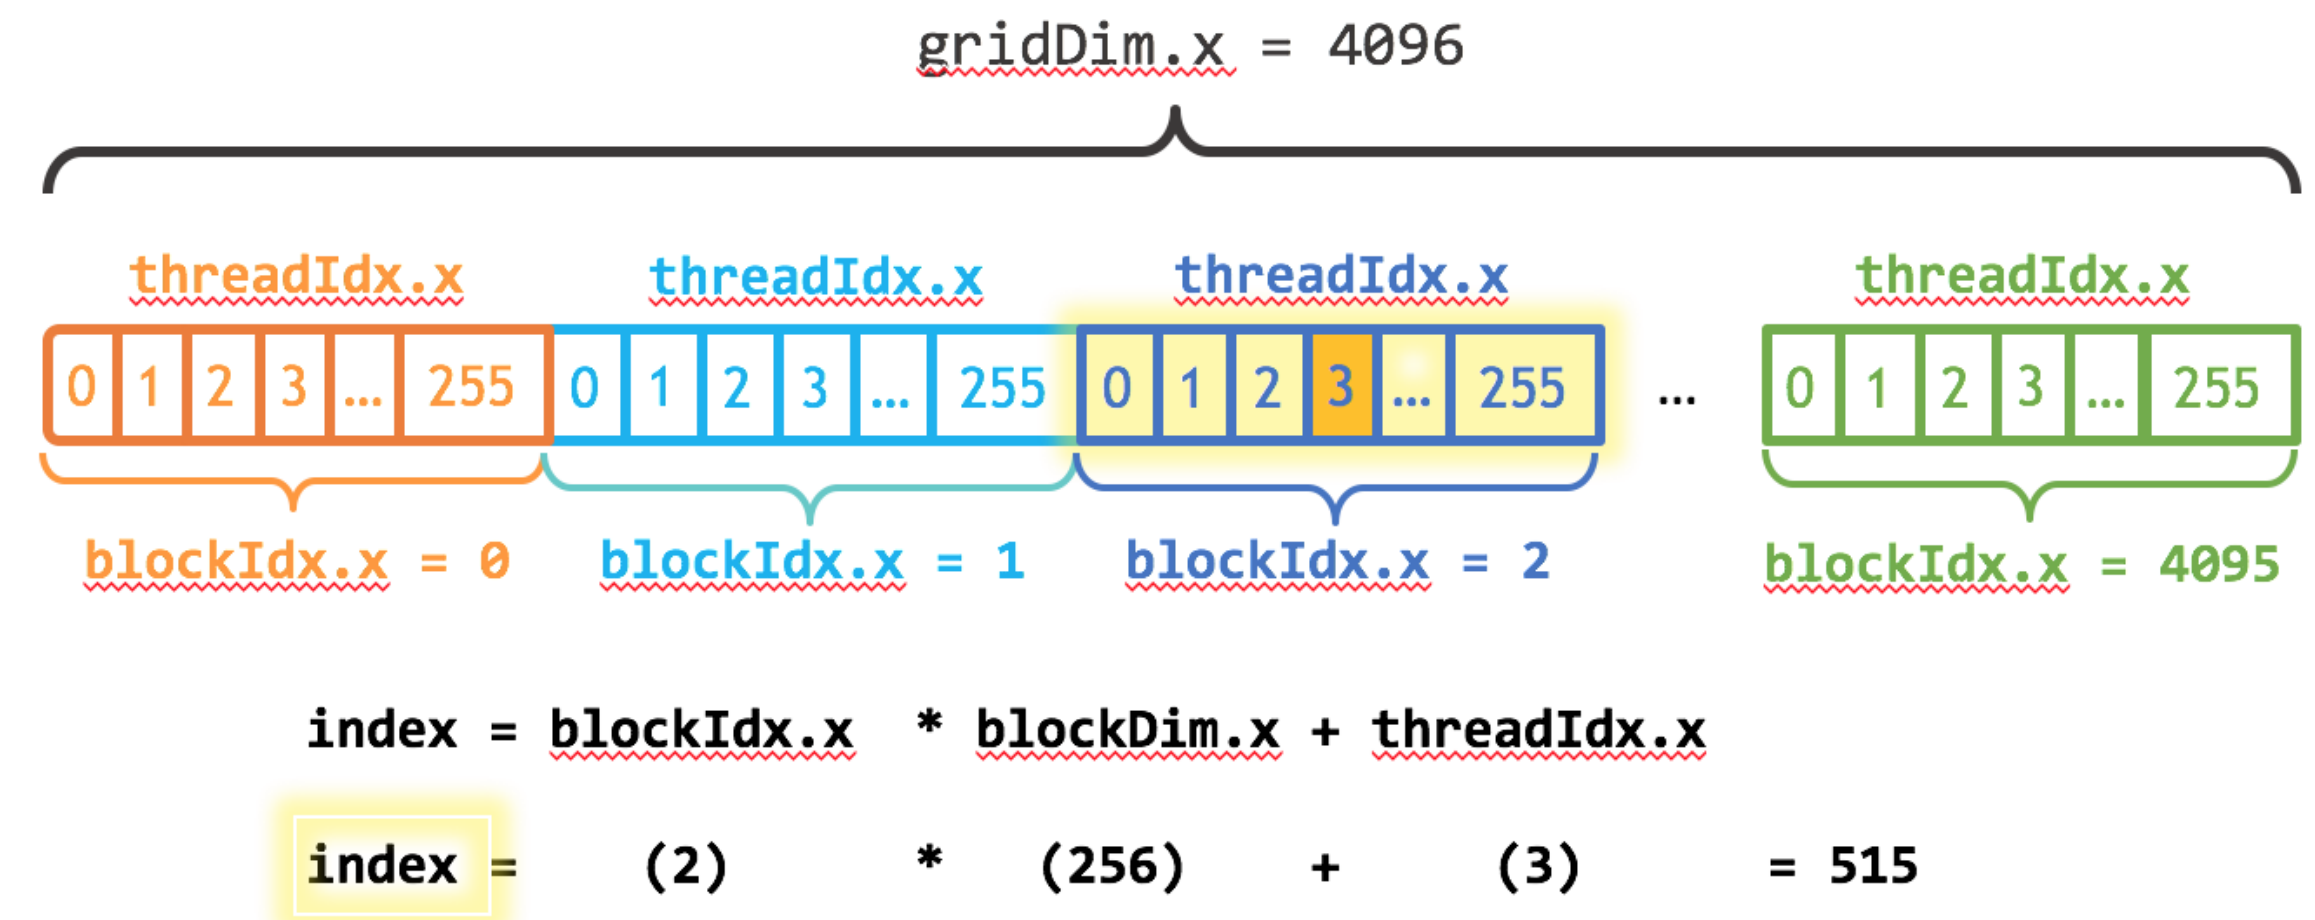 gridDim.x = 4096
threadIdx.x threadIdx.x threadIdx.x threadIdx.x
0 1 2 3 ... 255 0 1 2 3 ... 255 0 1 2 3 ... 255 ... 0 1 2 3 ... 255
blockIdx.x = 0 blockIdx.x = 1 blockIdx.x = 2 blockIdx.x = 4095
index = blockIdx.x * blockDim.x + threadIdx.x
index = (2) * (256) + (3) = 515